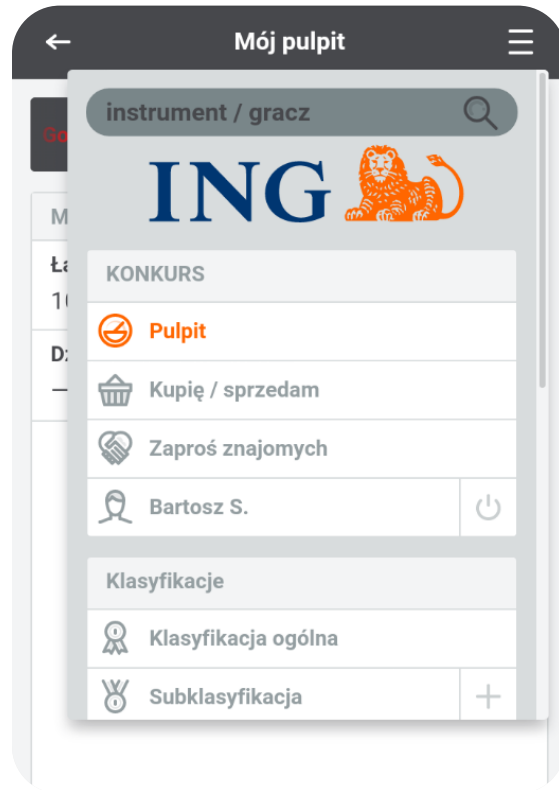 Mój pulpit
instrument / gracz
ING
KONKURS
Pulpit
Kupię / sprzedam
Zaproś znajomych
Bartosz S.
Klasyfikacje
Klasyfikacja ogólna
Subklasyfikacja